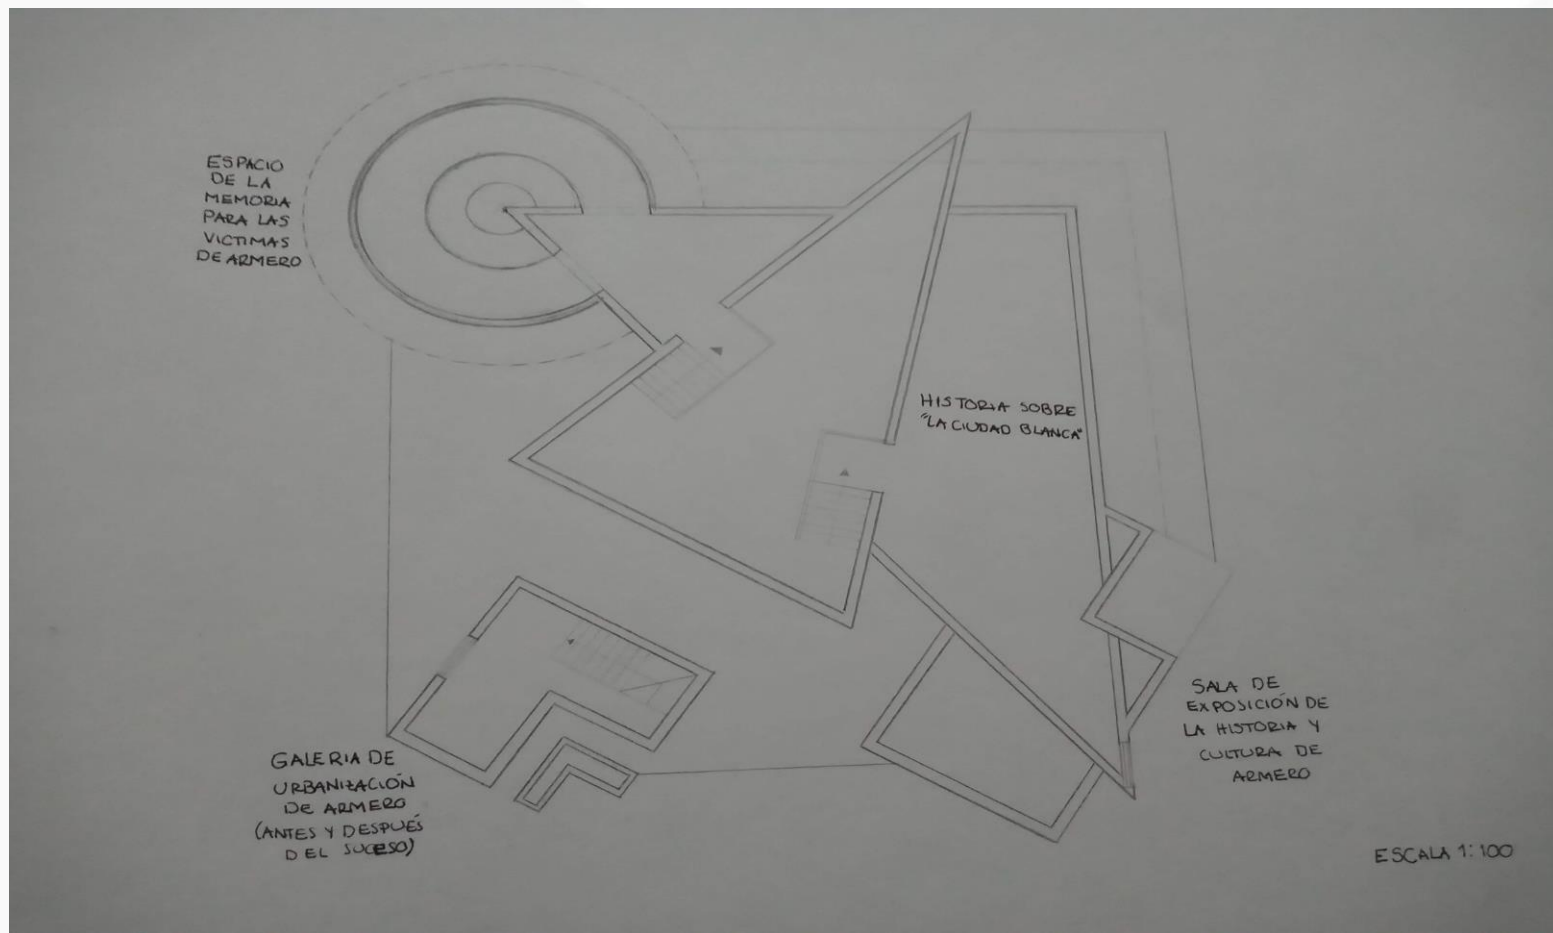 ESPACIO
DE LA
MEMORIA
PARA LAS
VICTIMAS
DE ARMERO
HISTORIA SOBRE
"LA CIUDAD BLANCA"
SALA DE
EXPOSICIÓN DE
LA HISTORIA Y
CULTURA DE
ARMERO
GALERIA DE
URBANIZACIÓN
DE ARMERO
(ANTES Y DESPUÉS
DEL SUCESO)
ESCALA 1:100